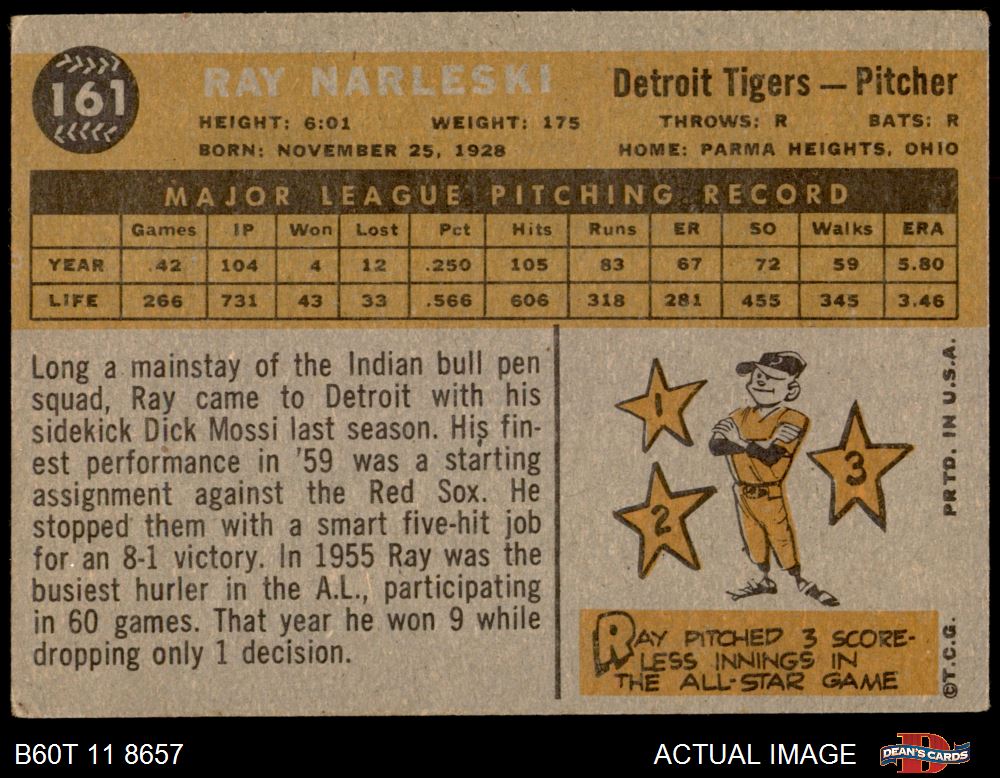 161
RAY NARLESKI
Detroit Tigers — Pitcher
HEIGHT: 6:01 WEIGHT: 175 THROWS: R BATS: R
BORN: NOVEMBER 25, 1928 HOME: PARMA HEIGHTS, OHIO
MAJOR LEAGUE PITCHING RECORD
Games IP Won Lost Pct Hits Runs ER SO Walks ERA
YEAR 42 104 4 12 .250 105 83 67 72 59 5.80
LIFE 266 731 43 33 .566 606 318 281 455 345 3.46
Long a mainstay of the Indian bull pen
squad, Ray came to Detroit with his
sidekick Dick Mossi last season. His fin-
est performance in '59 was a starting
assignment against the Red Sox. He
stopped them with a smart five-hit job
for an 8-1 victory. In 1955 Ray was the
busiest hurler in the A.L., participating
in 60 games. That year he won 9 while
dropping only 1 decision.
1
2
3
RAY PITCHED 3 SCORE-
LESS INNINGS IN
THE ALL-STAR GAME
©T.C.G. PRTD. IN U.S.A.
B60T 11 8657
ACTUAL IMAGE
D
DEAN'S CARDS